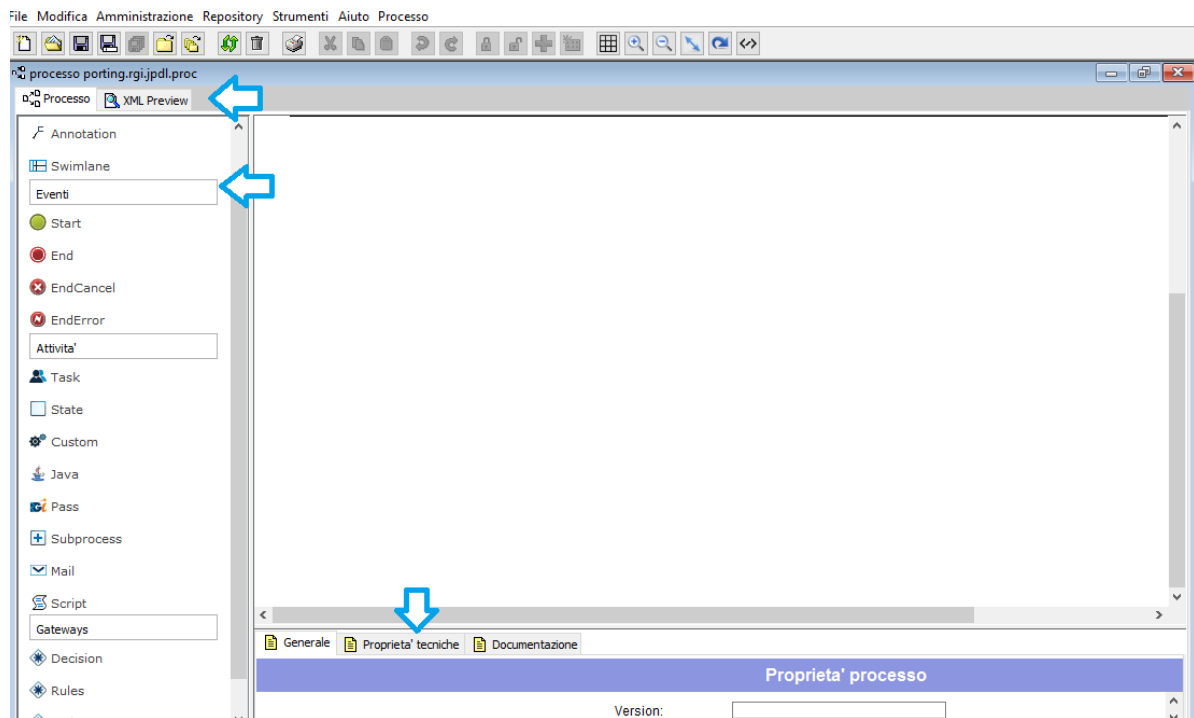 File Modifica Amministrazione Repository Strumenti Aiuto Processo
processo porting.rgi.jpdl.proc
Processo XML Preview
Annotation
Swimlane
Eventi
Start
End
EndCancel
EndError
Attivita'
Task
State
Custom
Java
Pass
Subprocess
Mail
Script
Gateways
Decision
Rules
Generale Proprieta' tecniche Documentazione
Proprieta' processo
Version: